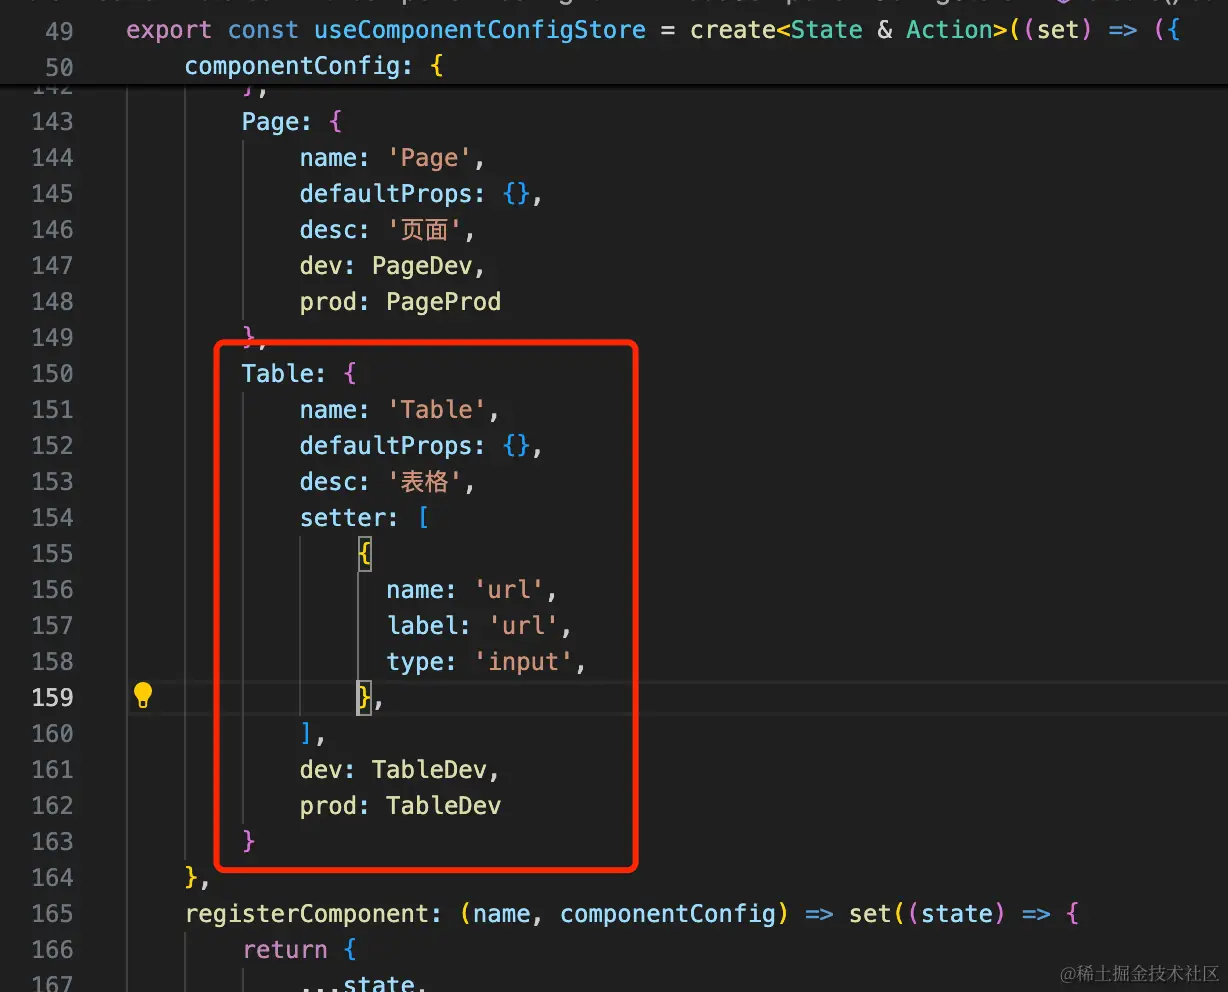 49 export const useComponentConfigStore = create<State & Action>((set) => ({
50 componentConfig: {
142 },
143 Page: {
144 name: 'Page',
145 defaultProps: {},
146 desc: '页面',
147 dev: PageDev,
148 prod: PageProd
149 },
150 Table: {
151 name: 'Table',
152 defaultProps: {},
153 desc: '表格',
154 setter: [
155 {
156 name: 'url',
157 label: 'url',
158 type: 'input',
159 },
160 ],
161 dev: TableDev,
162 prod: TableDev
163 }
164 },
165 registerComponent: (name, componentConfig) => set((state) => {
166 return {
167 ...state,
@稀土掘金技术社区